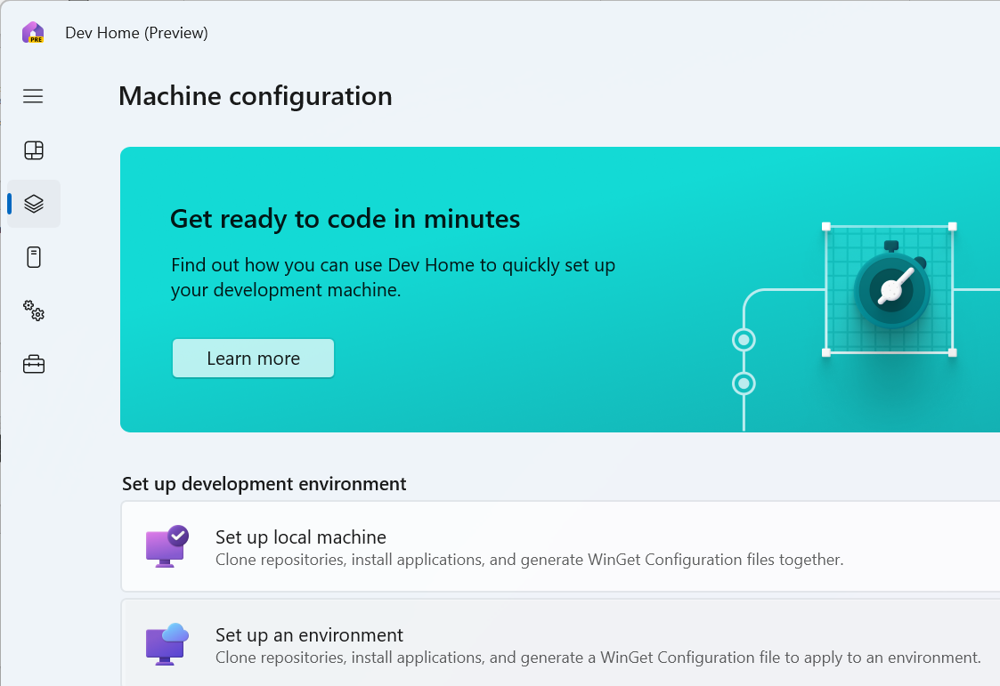 PRE
Dev Home (Preview)
Machine configuration
Get ready to code in minutes
Find out how you can use Dev Home to quickly set up
your development machine.
Learn more
Set up development environment
Set up local machine
Clone repositories, install applications, and generate WinGet Configuration files together.
Set up an environment
Clone repositories, install applications, and generate a WinGet Configuration file to apply to an environment.